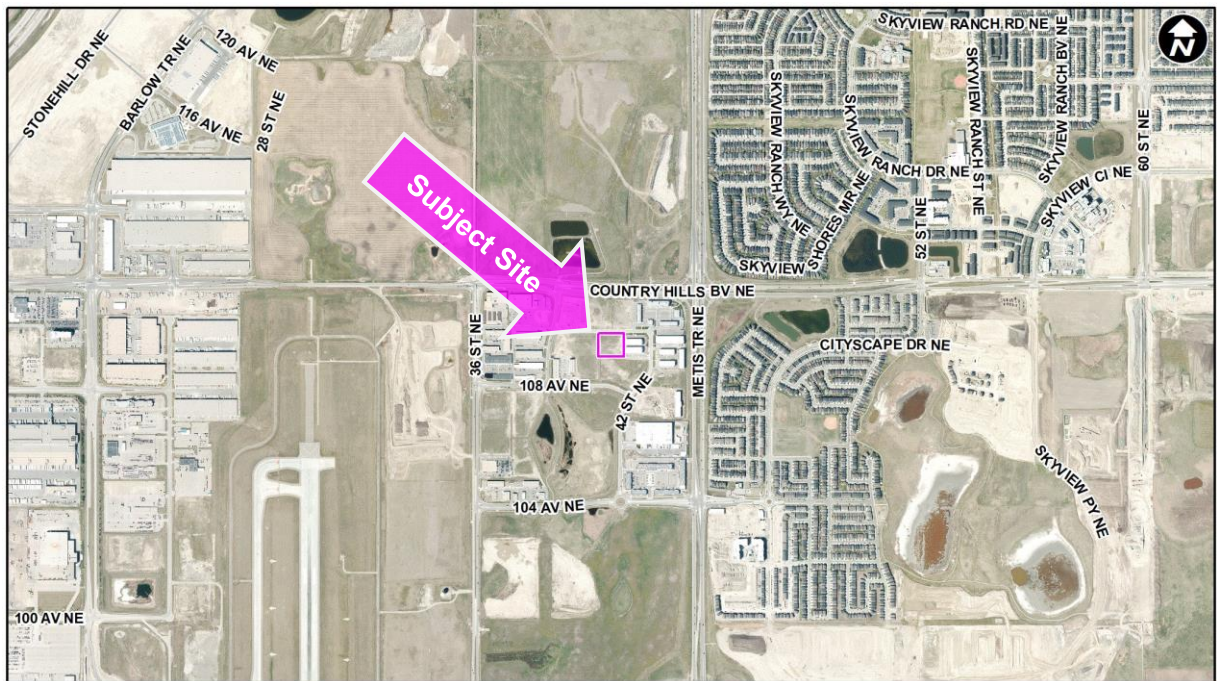 SKYVIEW RANCH RD NE
N
STONEHILL DR NE
BARLOW TR NE
120 AV NE
116 AV NE
28 ST NE
SKYVIEW RANCH WY NE
SKYVIEW RANCH DR NE
SKYVIEW SHORES MR NE
SKYVIEW RANCH ST NE
SKYVIEW RANCH BV NE
SKYVIEW CI NE
60 ST NE
52 ST NE
Subject Site
COUNTRY HILLS BV NE
36 ST NE
METIS TR NE
CITYSCAPE DR NE
108 AV NE
42 ST NE
SKYVIEW PY NE
104 AV NE
100 AV NE